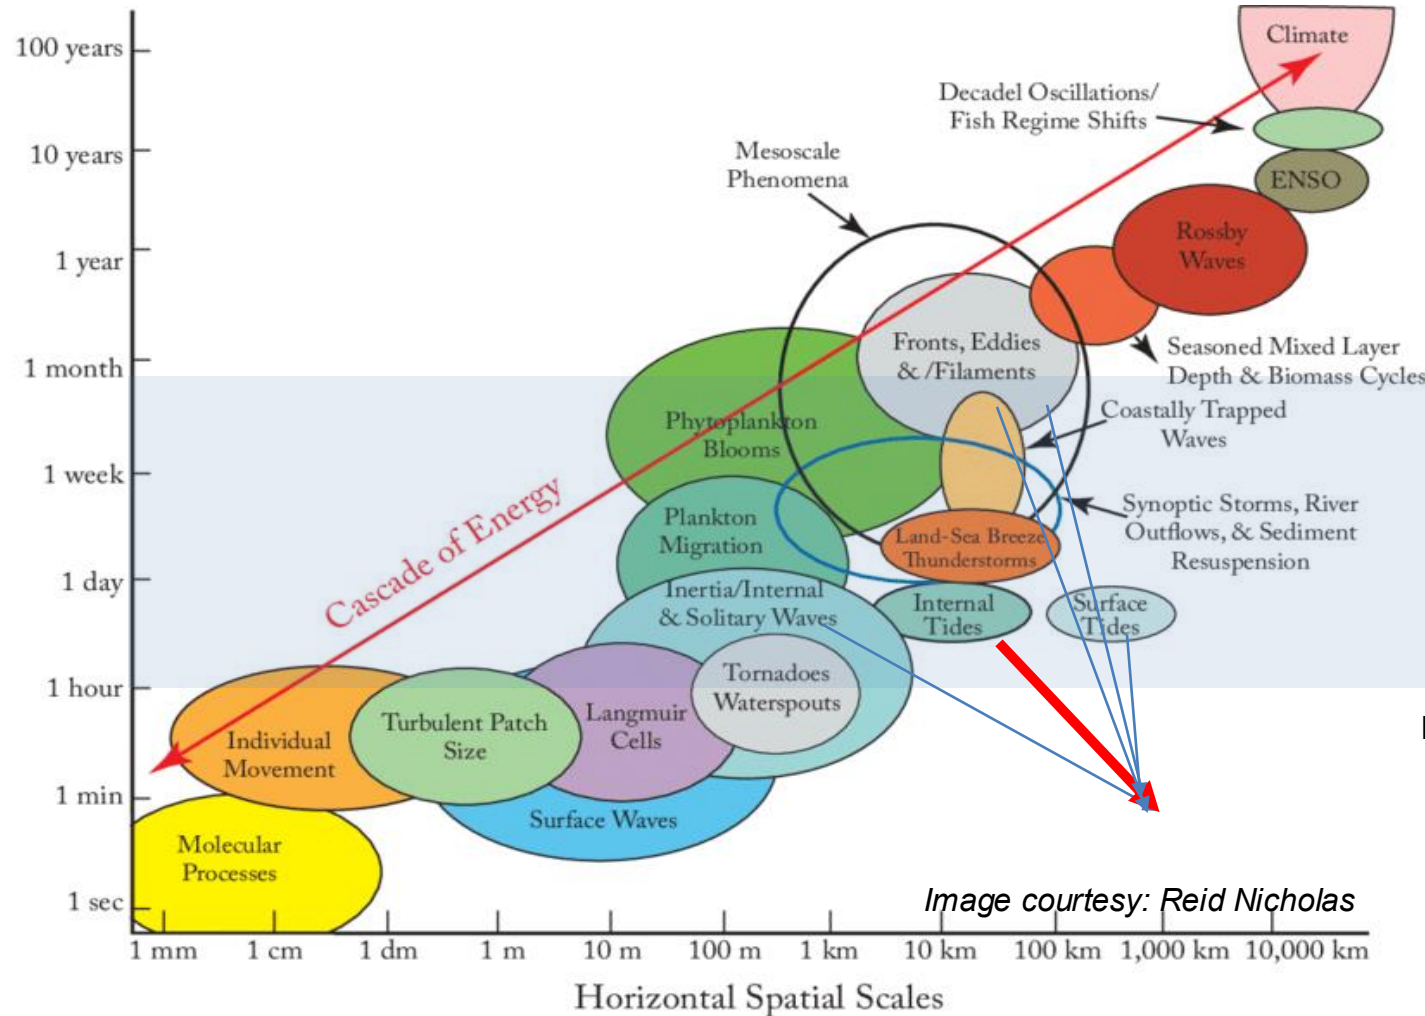 100 years
10 years
1 year
1 month
1 week
1 day
1 hour
1 min
1 sec
Climate
Decadel Oscillations/
Fish Regime Shifts
Mesoscale
Phenomena
ENSO
Rossby
Waves
Fronts, Eddies
& /Filaments
Seasoned Mixed Layer
Depth & Biomass Cycles
Phytoplankton
Blooms
Coastally Trapped
Waves
Cascade of Energy
Plankton
Migration
Land-Sea Breeze
Thunderstorms
Synoptic Storms, River
Outflows, & Sediment
Resuspension
Inertia/Internal
& Solitary Waves
Internal
Tides
Surface
Tides
Tornadoes
Waterspouts
Langmuir
Cells
Turbulent Patch
Size
Individual
Movement
Surface Waves
Molecular
Processes
Image courtesy: Reid Nicholas
1 mm 1 cm 1 dm 1 m 10 m 100 m 1 km 10 km 100 km 1,000 km 10,000 km
Horizontal Spatial Scales